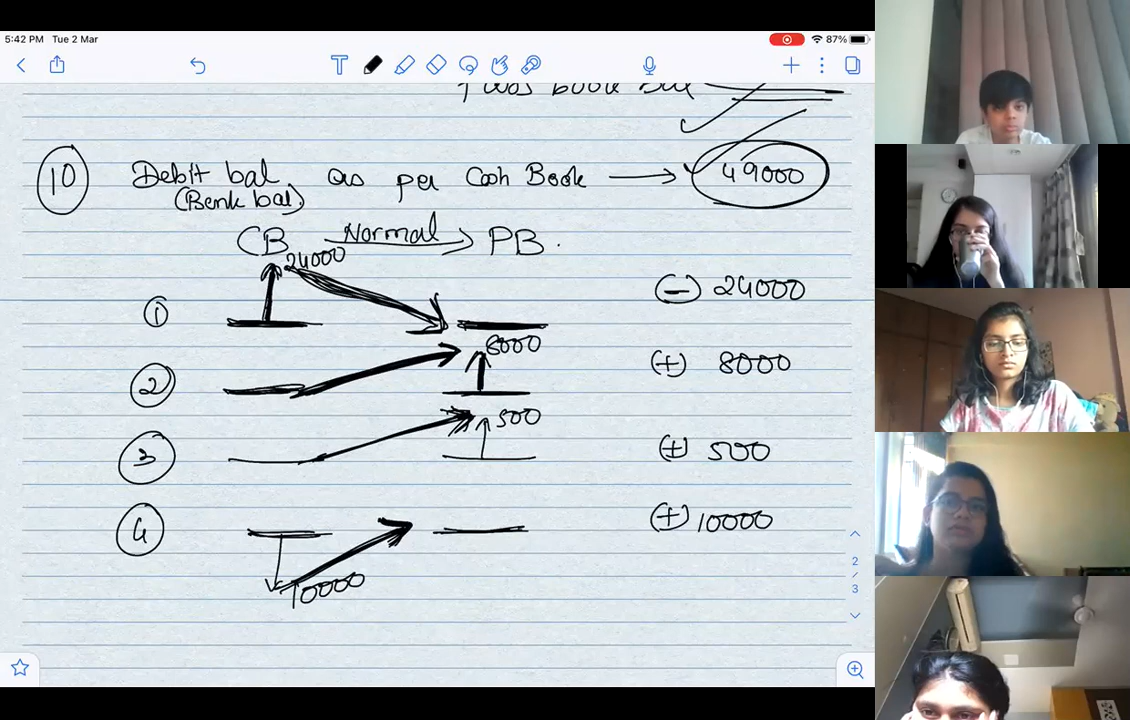 5:42 PM Tue 2 Mar
87%
T
10 Debit bal as per Cash Book → 49000
(Bank bal)
CB Normal PB.
24000
1 (-) 24000
8000
2 (+) 8000
500
3 (+) 500
4 (+) 10000
10000
2
/
3